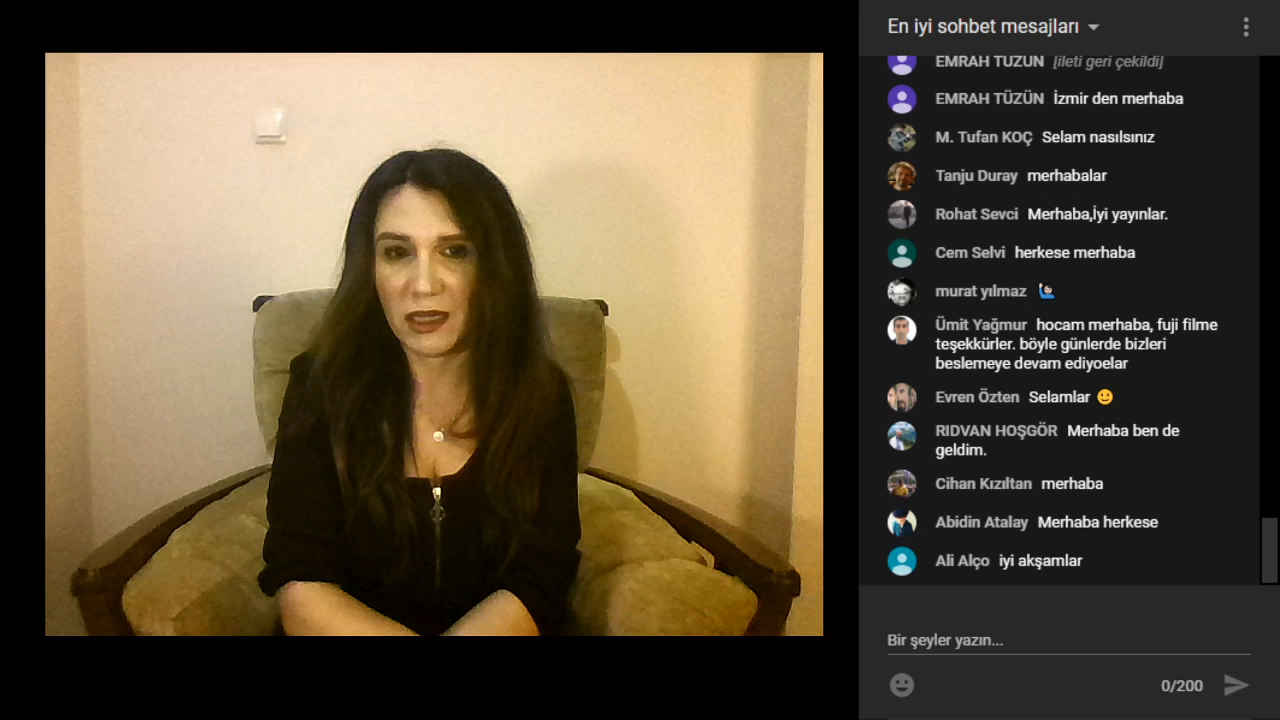 En iyi sohbet mesajları
EMRAH TÜZÜN [ileti geri çekildi]
EMRAH TÜZÜN İzmir den merhaba
M. Tufan KOÇ Selam nasılsınız
Tanju Duray merhabalar
Rohat Sevci Merhaba,İyi yayınlar.
Cem Selvi herkese merhaba
murat yılmaz 🙋🏻
Ümit Yağmur hocam merhaba, fuji filme
teşekkürler. böyle günlerde bizleri
beslemeye devam ediyoelar
Evren Özten Selamlar 🙂
RIDVAN HOŞGÖR Merhaba ben de
geldim.
Cihan Kızıltan merhaba
Abidin Atalay Merhaba herkese
Ali Alço iyi akşamlar
Bir şeyler yazın...
0/200